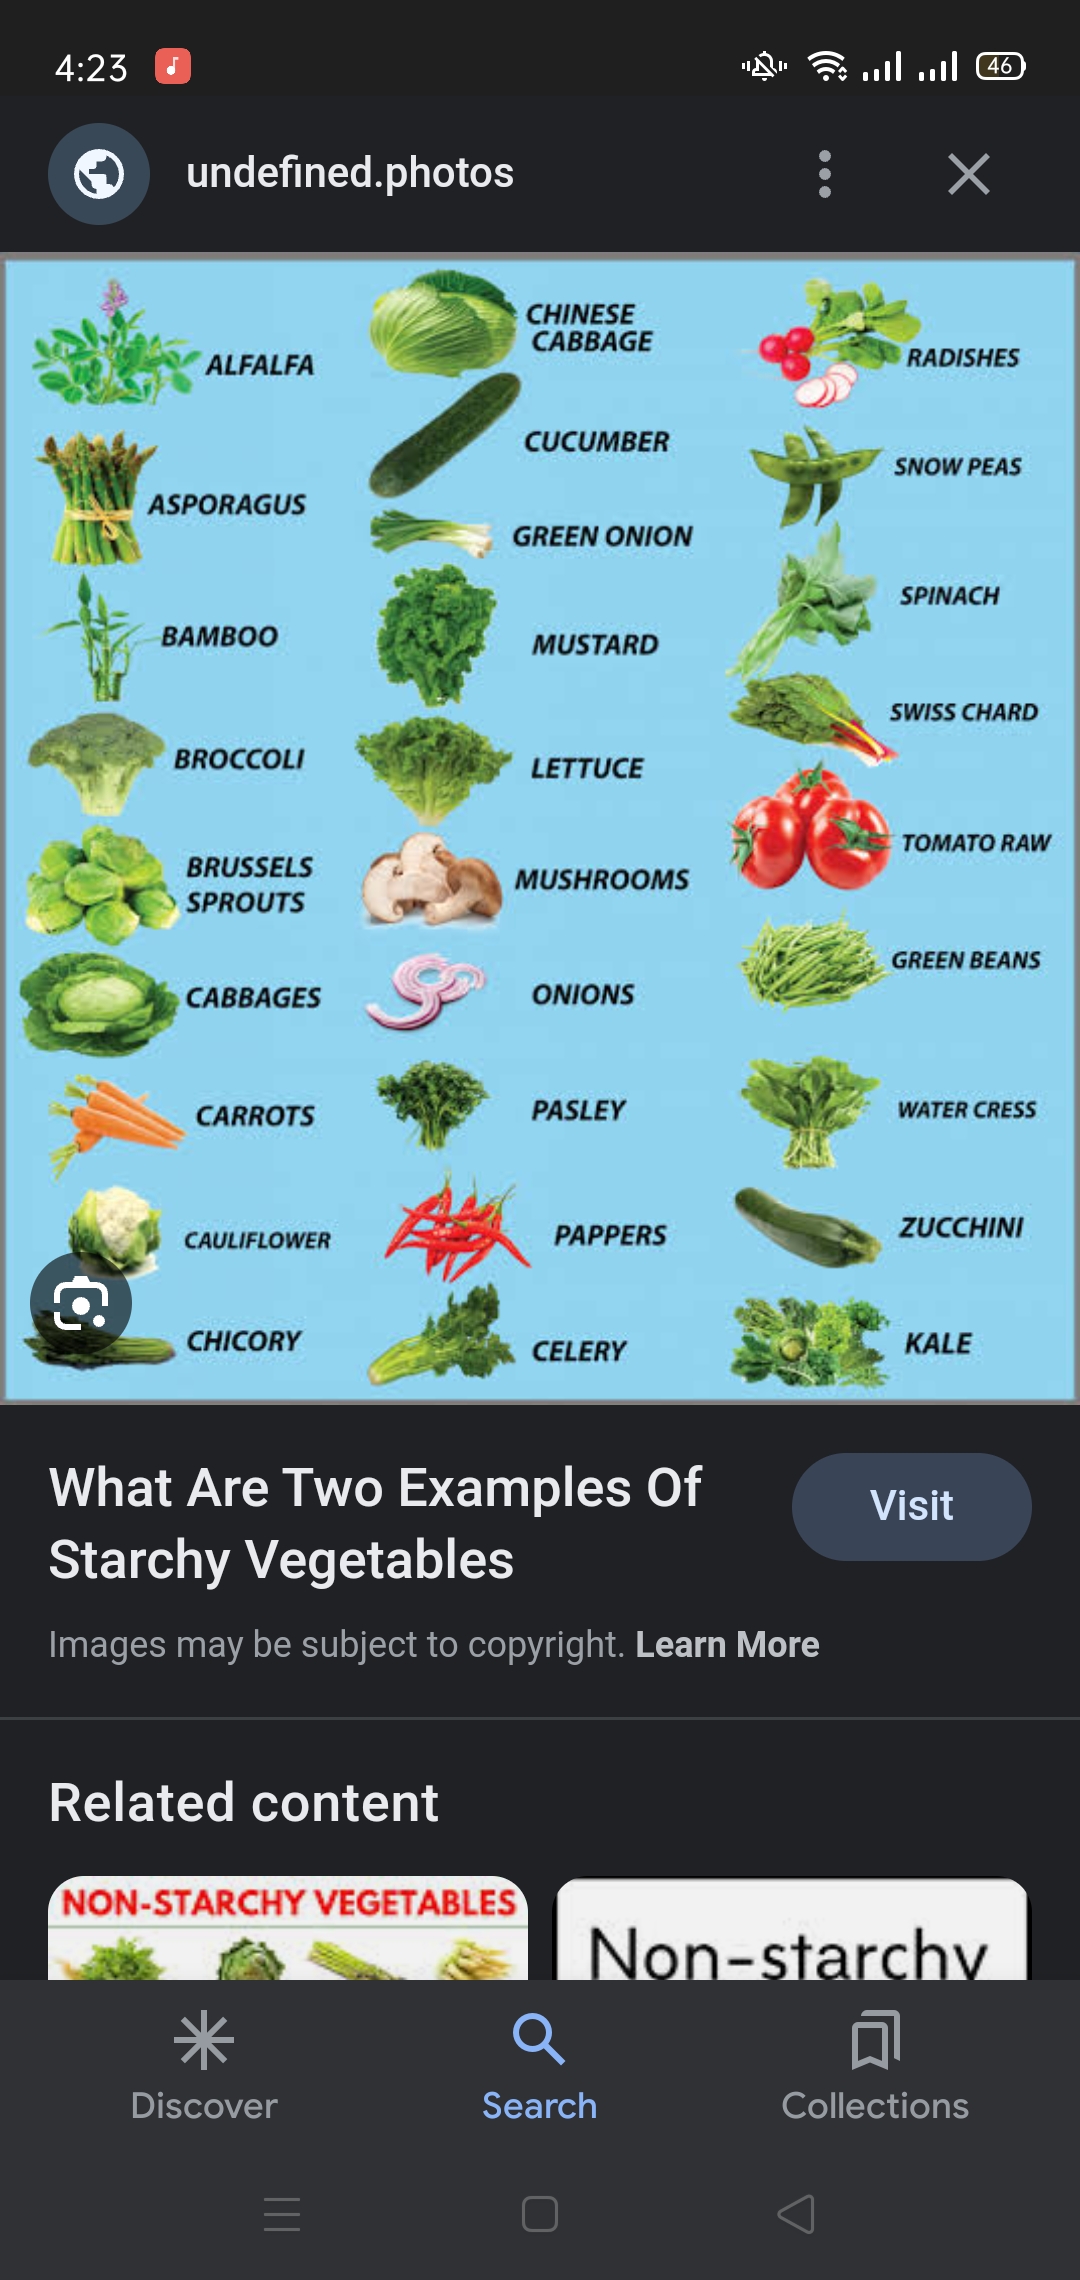 4:23
46
undefined.photos
ALFALFA
ASPORAGUS
BAMBOO
BROCCOLI
BRUSSELS
SPROUTS
CABBAGES
CARROTS
CAULIFLOWER
CHICORY
CHINESE
CABBAGE
CUCUMBER
GREEN ONION
MUSTARD
LETTUCE
MUSHROOMS
ONIONS
PASLEY
PAPPERS
CELERY
RADISHES
SNOW PEAS
SPINACH
SWISS CHARD
TOMATO RAW
GREEN BEANS
WATER CRESS
ZUCCHINI
KALE
What Are Two Examples Of
Starchy Vegetables
Visit
Images may be subject to copyright. Learn More
Related content
NON-STARCHY VEGETABLES
Non-starchy
Discover
Search
Collections